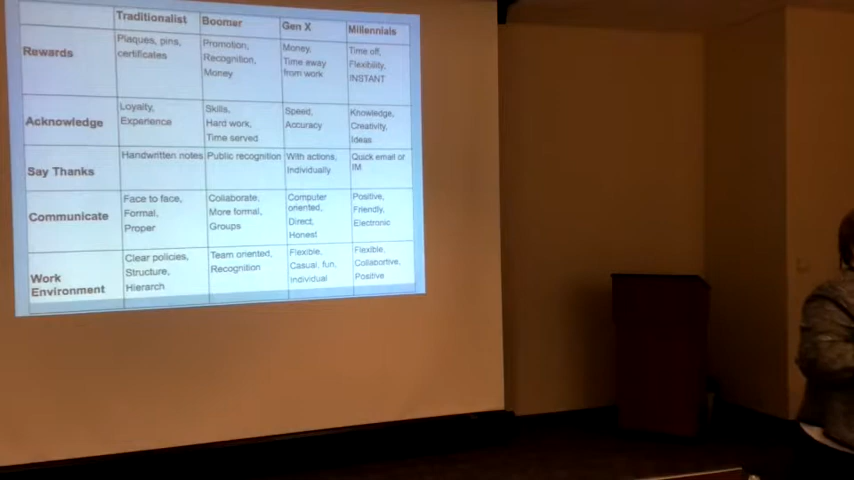 Traditionalist Boomer Gen X Millennials
Rewards
Plaques, pins,
certificates
Promotion,
Recognition,
Money
Money,
Time away
from work
Time off,
Flexibility,
INSTANT
Acknowledge
Loyalty,
Experience
Skills,
Hard work,
Time served
Speed,
Accuracy
Knowledge,
Creativity,
Ideas
Say Thanks
Handwritten notes
Public recognition
With actions,
Individually
Quick email or
IM
Communicate
Face to face,
Formal,
Proper
Collaborate,
More formal,
Groups
Computer
oriented,
Direct,
Honest
Positive,
Friendly,
Electronic
Work
Environment
Clear policies,
Structure,
Hierarch
Team oriented,
Recognition
Flexible,
Casual, fun,
Individual
Flexible,
Collabortive,
Positive